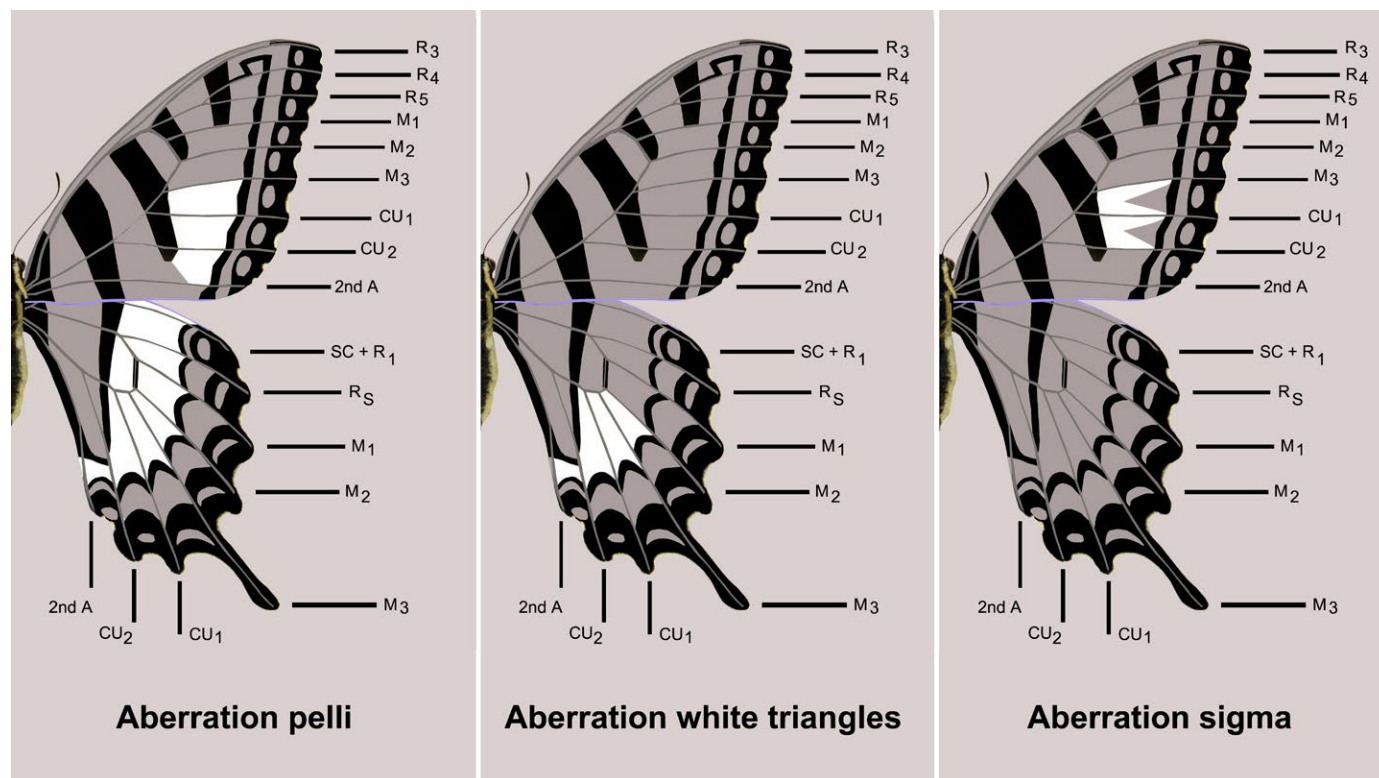 R3
R4
R5
M1
M2
M3
CU1
CU2
2nd A
SC + R1
RS
M1
M2
M3
2nd A
CU2
CU1
Aberration pelli
R3
R4
R5
M1
M2
M3
CU1
CU2
2nd A
SC + R1
RS
M1
M2
M3
2nd A
CU2
CU1
Aberration white triangles
R3
R4
R5
M1
M2
M3
CU1
CU2
2nd A
SC + R1
RS
M1
M2
M3
2nd A
CU2
CU1
Aberration sigma